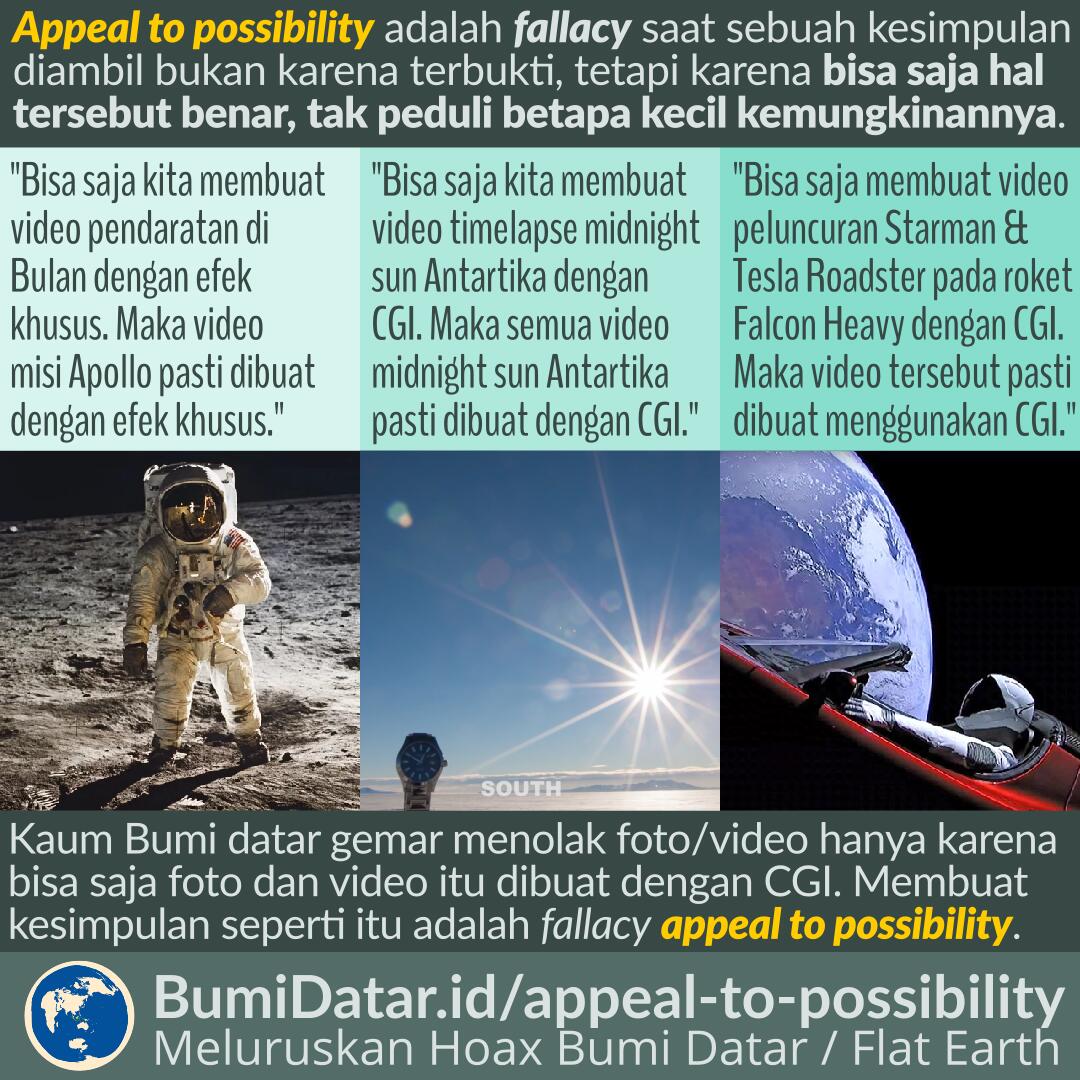 Appeal to possibility adalah fallacy saat sebuah kesimpulan
diambil bukan karena terbukti, tetapi karena bisa saja hal
tersebut benar, tak peduli betapa kecil kemungkinannya.
"Bisa saja kita membuat
video pendaratan di
Bulan dengan efek
khusus. Maka video
misi Apollo pasti dibuat
dengan efek khusus."
"Bisa saja kita membuat
video timelapse midnight
sun Antartika dengan
CGI. Maka semua video
midnight sun Antartika
pasti dibuat dengan CGI."
"Bisa saja membuat video
peluncuran Starman &
Tesla Roadster pada roket
Falcon Heavy dengan CGI.
Maka video tersebut pasti
dibuat menggunakan CGI."
SOUTH
Kaum Bumi datar gemar menolak foto/video hanya karena
bisa saja foto dan video itu dibuat dengan CGI. Membuat
kesimpulan seperti itu adalah fallacy appeal to possibility.
BumiDatar.id/appeal-to-possibility
Meluruskan Hoax Bumi Datar / Flat Earth